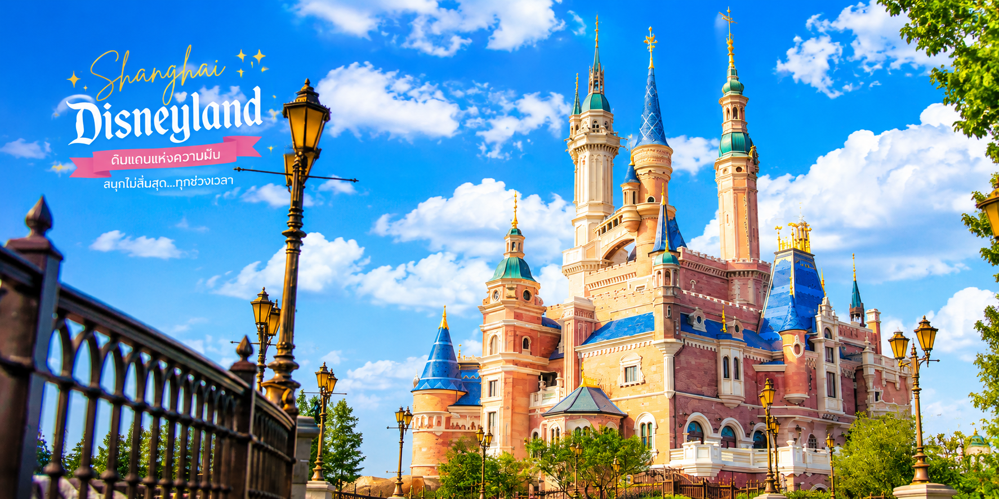 Shanghai
Disneyland
ดินแดนแห่งความฝัน
สนุกไม่สิ้นสุด...ทุกช่วงเวลา